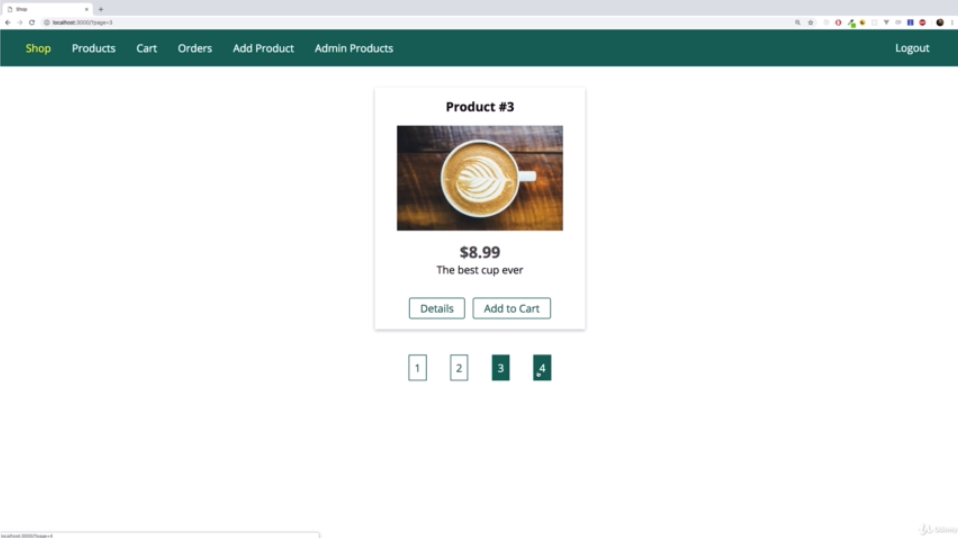 Shop
localhost:3000/?page=3
Shop Products Cart Orders Add Product Admin Products Logout
Product #3
$8.99
The best cup ever
Details Add to Cart
1 2 3 4
localhost:3000/?page=4
Udemy